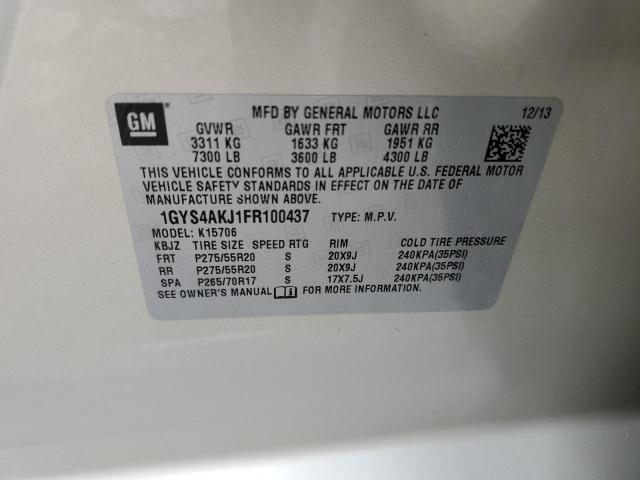 GM
MFD BY GENERAL MOTORS LLC 12/13
GVWR GAWR FRT GAWR RR
3311 KG 1633 KG 1951 KG
7300 LB 3600 LB 4300 LB
THIS VEHICLE CONFORMS TO ALL APPLICABLE U.S. FEDERAL MOTOR
VEHICLE SAFETY STANDARDS IN EFFECT ON THE DATE OF
MANUFACTURE SHOWN ABOVE.
1GYS4AKJ1FR100437 TYPE: M.P.V.
MODEL: K15706
KBJZ TIRE SIZE SPEED RTG RIM COLD TIRE PRESSURE
FRT P275/55R20 S 20X9J 240KPA(35PSI)
RR P275/55R20 S 20X9J 240KPA(35PSI)
SPA P265/70R17 S 17X7.5J 240KPA(35PSI)
SEE OWNER'S MANUAL FOR MORE INFORMATION.